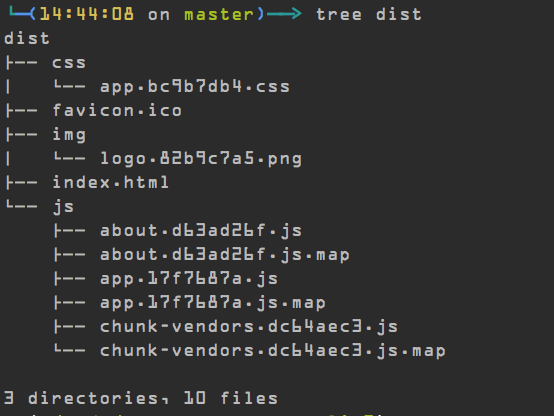 └─(14:44:08 on master)──> tree dist
dist
├── css
│   └── app.bc9b7db4.css
├── favicon.ico
├── img
│   └── logo.82b9c7a5.png
├── index.html
└── js
    ├── about.d63ad26f.js
    ├── about.d63ad26f.js.map
    ├── app.17f7687a.js
    ├── app.17f7687a.js.map
    ├── chunk-vendors.dc64aec3.js
    └── chunk-vendors.dc64aec3.js.map
3 directories, 10 files